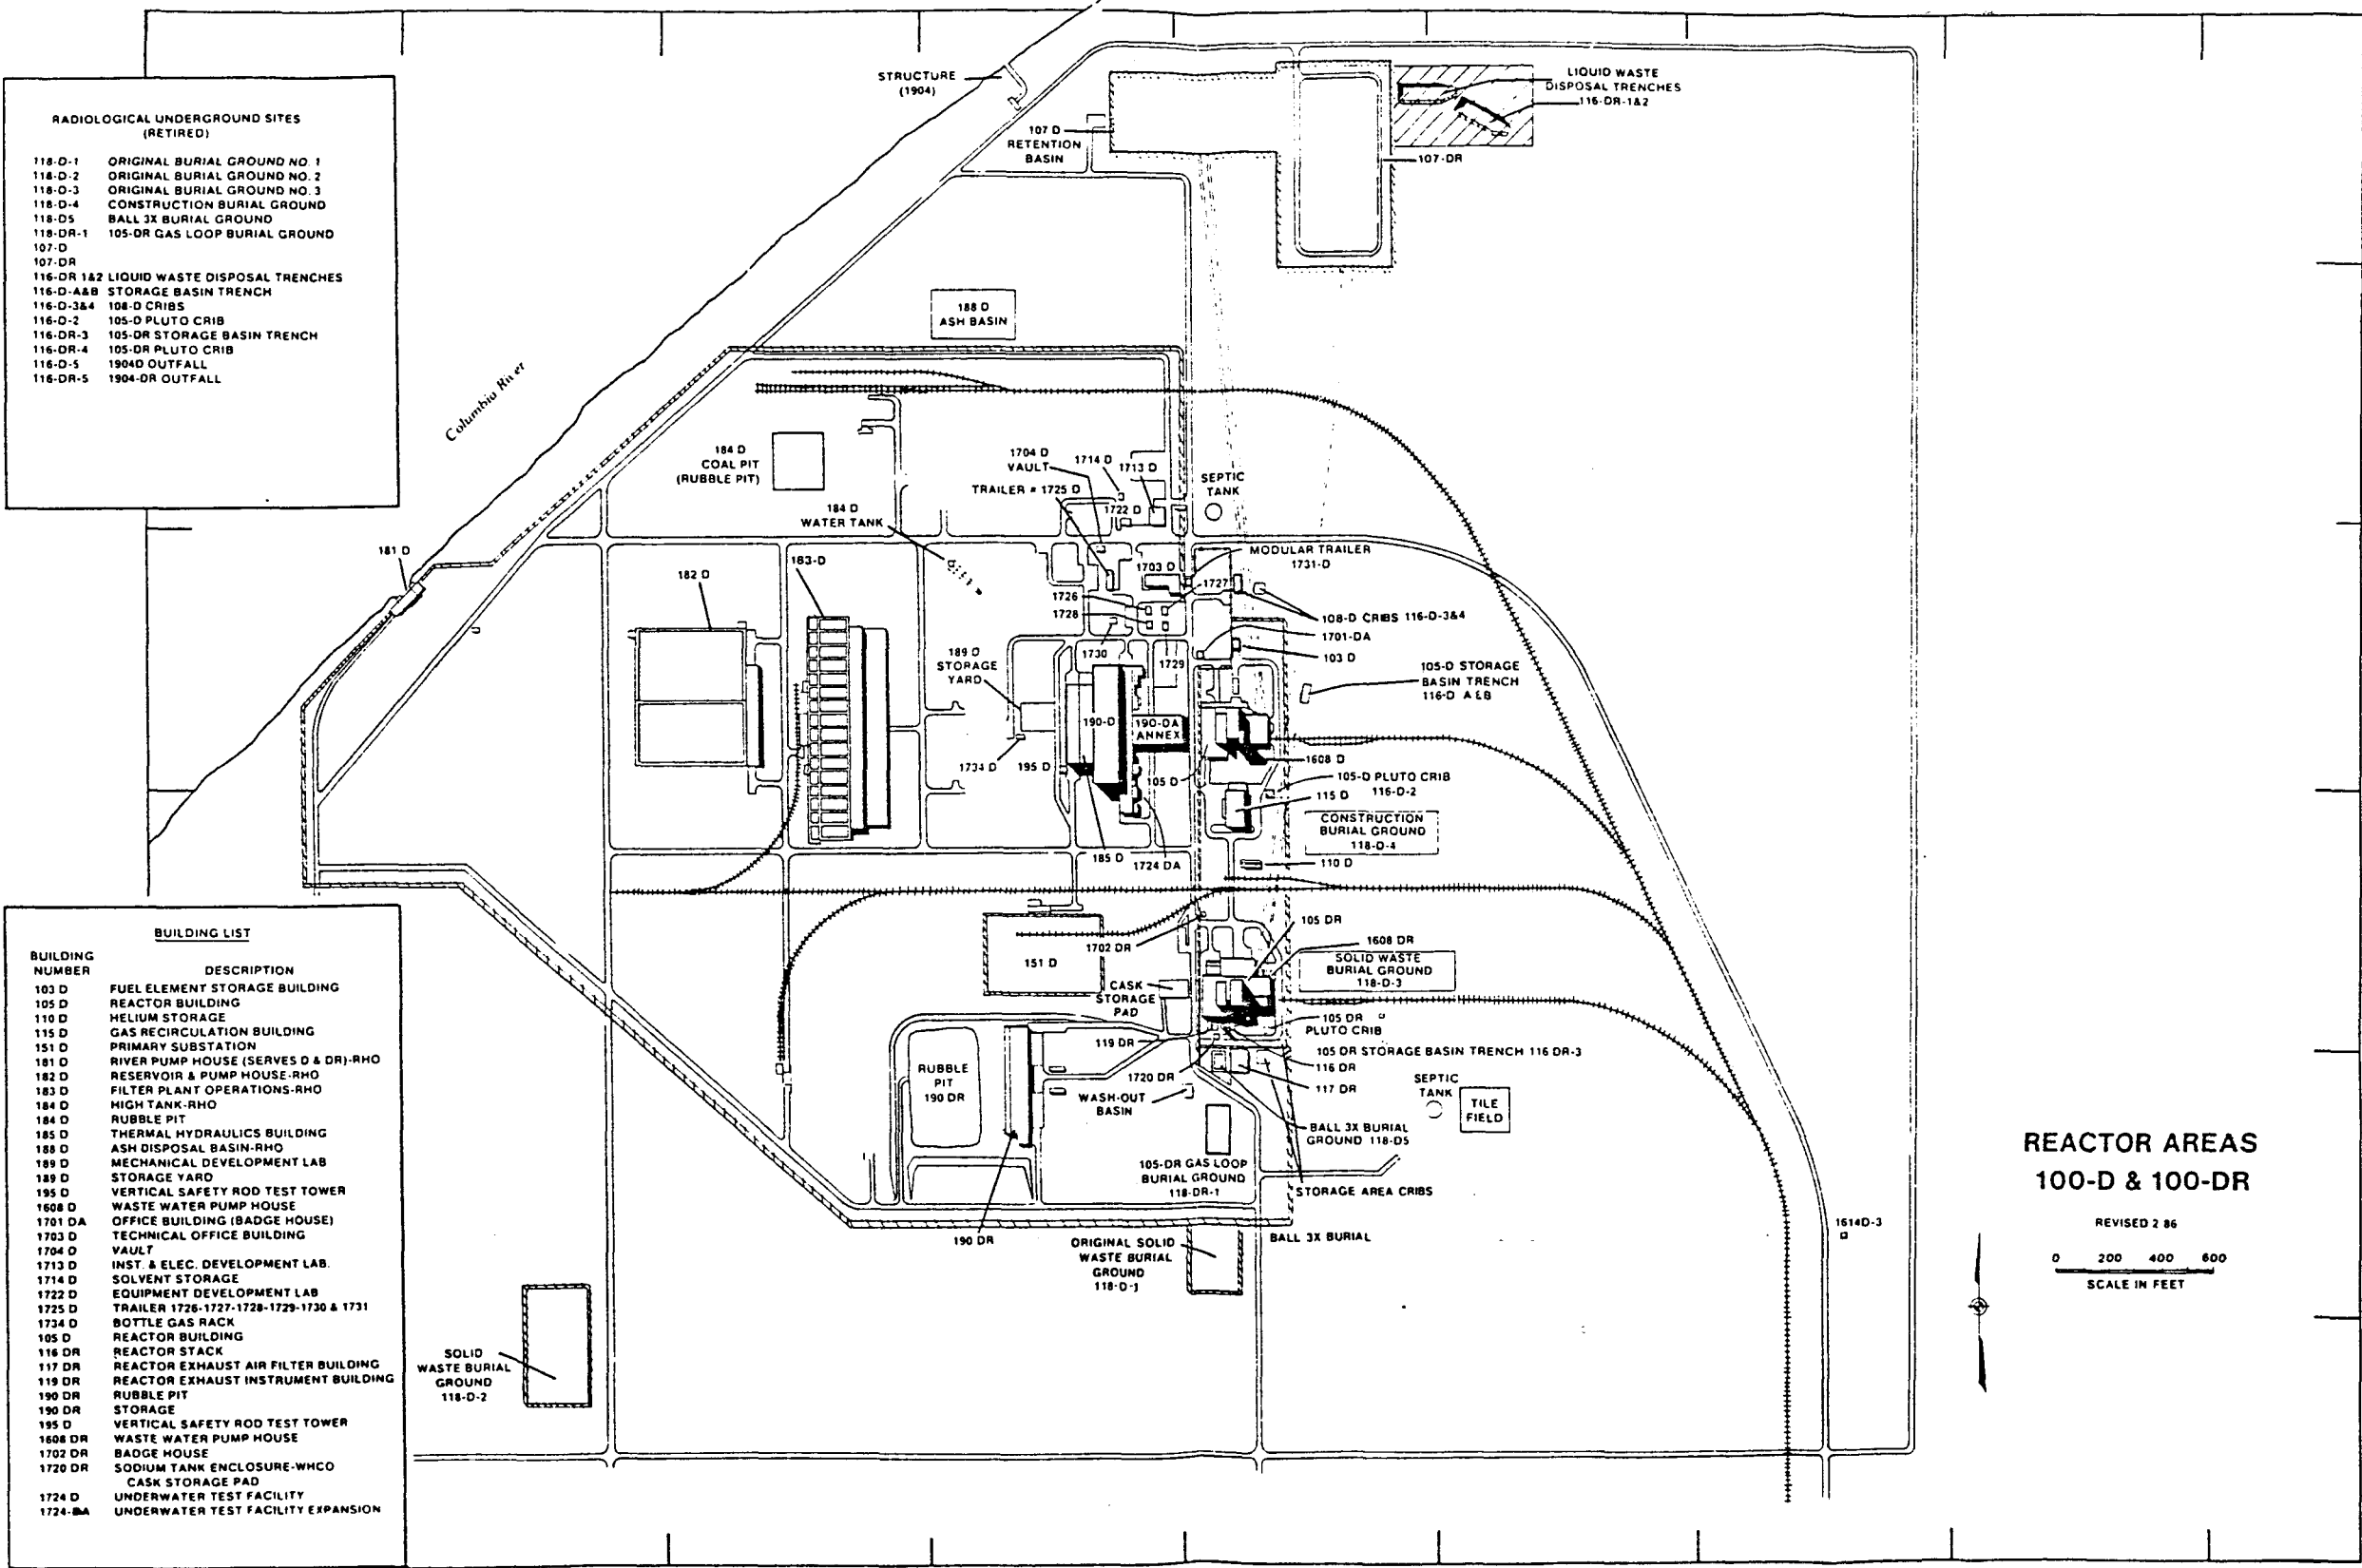 RADIOLOGICAL UNDERGROUND SITES
(RETIRED)
118-D-1 ORIGINAL BURIAL GROUND NO. 1
118-D-2 ORIGINAL BURIAL GROUND NO. 2
118-D-3 ORIGINAL BURIAL GROUND NO. 3
118-D-4 CONSTRUCTION BURIAL GROUND
118-D5 BALL 3X BURIAL GROUND
118-DR-1 105-DR GAS LOOP BURIAL GROUND
107-D
107-DR
116-DR 1&2 LIQUID WASTE DISPOSAL TRENCHES
116-D-A&B STORAGE BASIN TRENCH
116-D-3&4 108-D CRIBS
116-D-2 105-D PLUTO CRIB
116-DR-3 105-DR STORAGE BASIN TRENCH
116-DR-4 105-DR PLUTO CRIB
116-D-5 1904D OUTFALL
116-DR-5 1904-DR OUTFALL
BUILDING LIST
BUILDING
NUMBER DESCRIPTION
103 D FUEL ELEMENT STORAGE BUILDING
105 D REACTOR BUILDING
110 D HELIUM STORAGE
115 D GAS RECIRCULATION BUILDING
151 D PRIMARY SUBSTATION
181 D RIVER PUMP HOUSE (SERVES D & DR)-RHO
182 D RESERVOIR & PUMP HOUSE-RHO
183 D FILTER PLANT OPERATIONS-RHO
184 D HIGH TANK-RHO
184 D RUBBLE PIT
185 D THERMAL HYDRAULICS BUILDING
188 D ASH DISPOSAL BASIN-RHO
189 D MECHANICAL DEVELOPMENT LAB
189 D STORAGE YARD
195 D VERTICAL SAFETY ROD TEST TOWER
1608 D WASTE WATER PUMP HOUSE
1701 DA OFFICE BUILDING (BADGE HOUSE)
1703 D TECHNICAL OFFICE BUILDING
1704 D VAULT
1713 D INST. & ELEC. DEVELOPMENT LAB.
1714 D SOLVENT STORAGE
1722 D EQUIPMENT DEVELOPMENT LAB
1725 D TRAILER 1726-1727-1728-1729-1730 & 1731
1734 D BOTTLE GAS RACK
105 D REACTOR BUILDING
116 DR REACTOR STACK
117 DR REACTOR EXHAUST AIR FILTER BUILDING
119 DR REACTOR EXHAUST INSTRUMENT BUILDING
190 DR RUBBLE PIT
190 DR STORAGE
195 D VERTICAL SAFETY ROD TEST TOWER
1608 DR WASTE WATER PUMP HOUSE
1702 DR BADGE HOUSE
1720 DR SODIUM TANK ENCLOSURE-WHCO
CASK STORAGE PAD
1724 D UNDERWATER TEST FACILITY
1724-DA UNDERWATER TEST FACILITY EXPANSION
STRUCTURE
(1904)
LIQUID WASTE
DISPOSAL TRENCHES
116-DR-1&2
107 D
RETENTION
BASIN
107-DR
188 D
ASH BASIN
Columbia River
184 D
COAL PIT
(RUBBLE PIT)
1704 D
VAULT
1714 D
1713 D
TRAILER # 1725 D
1722 D
SEPTIC
TANK
184 D
WATER TANK
181 D
182 D
183-D
1703 D
MODULAR TRAILER
1731-D
1727
1726
1728
108-D CRIBS 116-D-3&4
1701-DA
103 D
1730
1729
189 D
STORAGE
YARD
105-D STORAGE
BASIN TRENCH
116-D A&B
190-D
190-DA
ANNEX
1734 D
195 D
105 D
1608 D
105-D PLUTO CRIB
116-D-2
115 D
CONSTRUCTION
BURIAL GROUND
118-D-4
185 D
1724 DA
110 D
105 DR
1702 DR
1608 DR
151 D
SOLID WASTE
BURIAL GROUND
118-D-3
CASK
STORAGE
PAD
105 DR
PLUTO CRIB
119 DR
105 DR STORAGE BASIN TRENCH 116 DR-3
116 DR
117 DR
1720 DR
RUBBLE
PIT
190 DR
WASH-OUT
BASIN
SEPTIC
TANK
TILE
FIELD
BALL 3X BURIAL
GROUND 118-D5
105-DR GAS LOOP
BURIAL GROUND
118-DR-1
STORAGE AREA CRIBS
190 DR
ORIGINAL SOLID
WASTE BURIAL
GROUND
118-D-1
BALL 3X BURIAL
1614D-3
SOLID
WASTE BURIAL
GROUND
118-D-2
REACTOR AREAS
100-D & 100-DR
REVISED 2 86
0 200 400 600
SCALE IN FEET